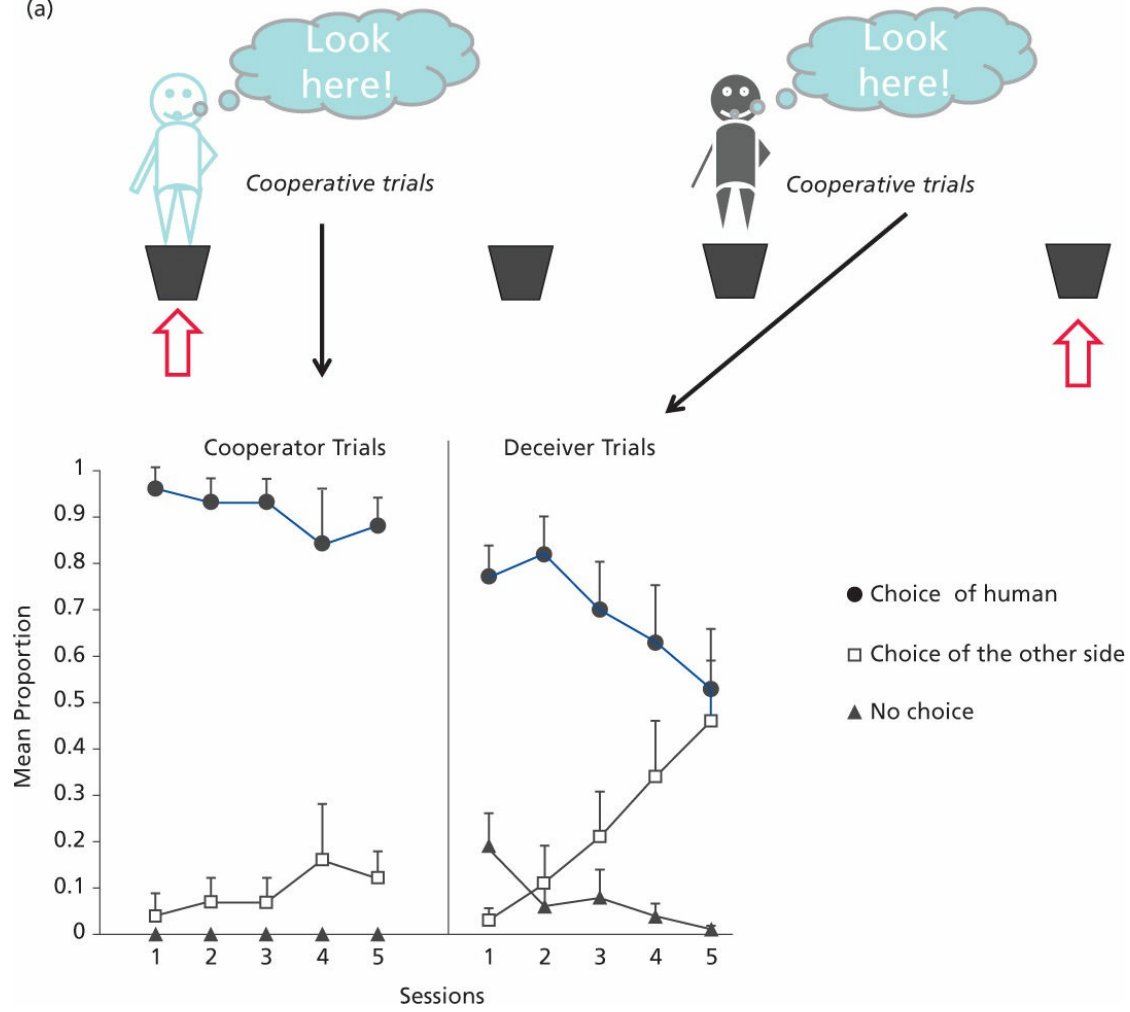 (a)
Look
here!
Look
here!
Cooperative trials
Cooperative trials
Cooperator Trials
Deceiver Trials
Mean Proportion
1
0.9
0.8
0.7
0.6
0.5
0.4
0.3
0.2
0.1
0
1 2 3 4 5
1 2 3 4 5
Sessions
Choice of human
Choice of the other side
No choice